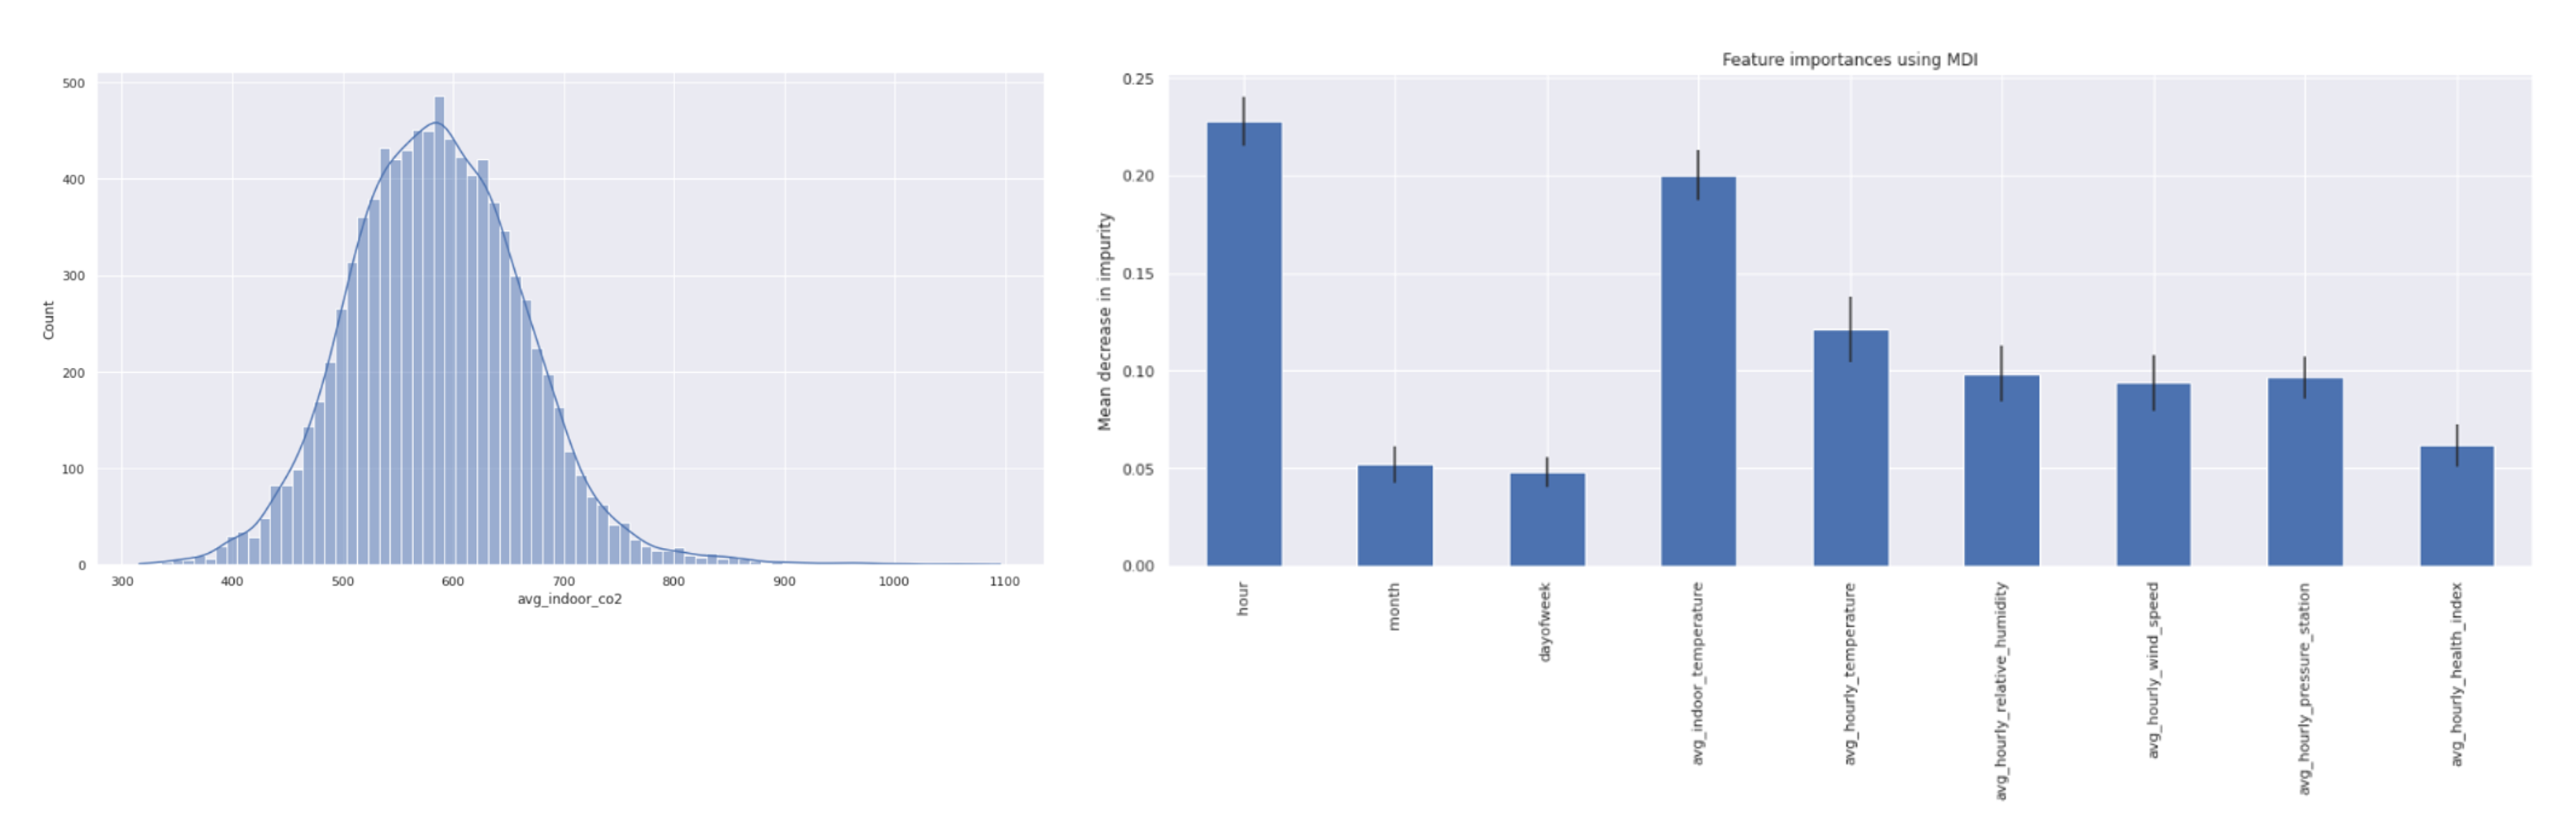 500
400
300
200
100
0
Count
300 400 500 600 700 800 900 1000 1100
avg_indoor_co2
Feature importances using MDI
0.25
0.20
0.15
0.10
0.05
0.00
Mean decrease in impurity
hour
month
dayofweek
avg_indoor_temperature
avg_hourly_temperature
avg_hourly_relative_humidity
avg_hourly_wind_speed
avg_hourly_pressure_station
avg_hourly_health_index